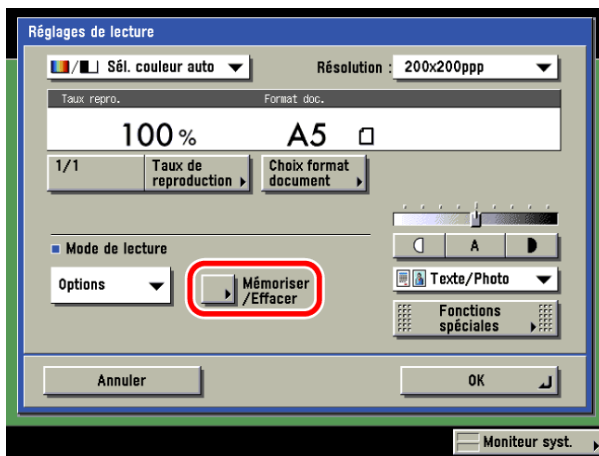 Réglages de lecture
Sél. couleur auto
Résolution : 200x200ppp
Taux repro. Format doc.
100 % A5
1/1 Taux de reproduction
Choix format document
Mode de lecture
A
Options
Mémoriser
/Effacer
Texte/Photo
Fonctions
spéciales
Annuler
OK
Moniteur syst.